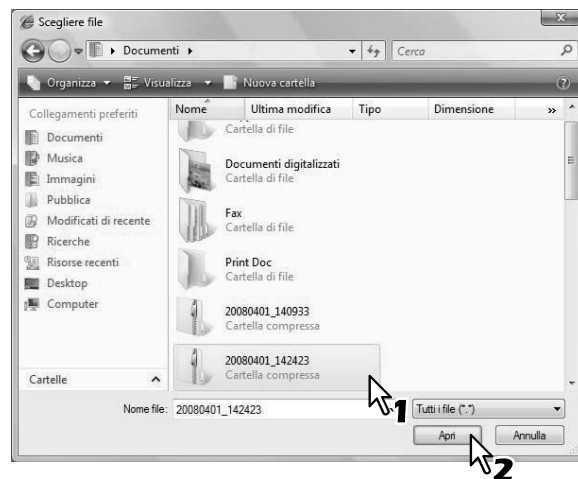 Scegliere file
Documenti
Cerca
Organizza Visualizza Nuova cartella
Collegamenti preferiti
Documenti
Musica
Immagini
Pubblica
Modificati di recente
Ricerche
Risorse recenti
Desktop
Computer
Cartelle
Nome Ultima modifica Tipo Dimensione »
Cartella di file
Documenti digitalizzati
Cartella di file
Fax
Cartella di file
Print Doc
Cartella di file
20080401_140933
Cartella compressa
20080401_142423
Cartella compressa
1
Nome file: 20080401_142423 Tutti i file (*.*)
Apri Annulla
2